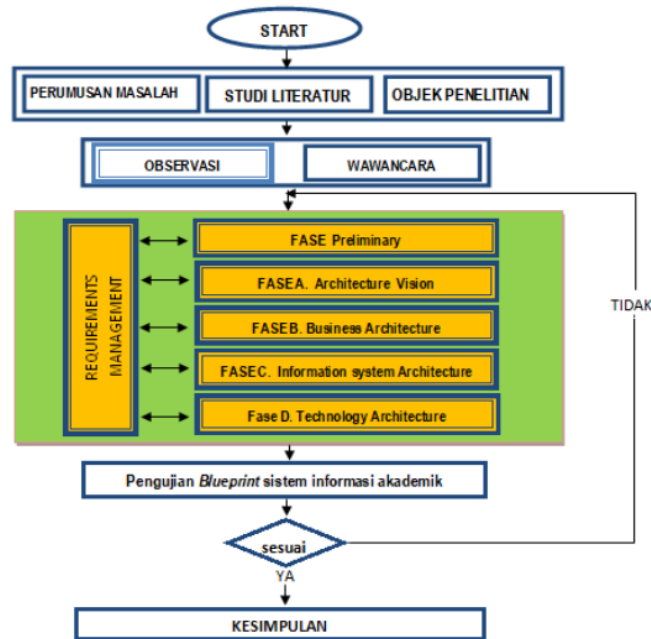 START
PERUMUSAN MASALAH
STUDI LITERATUR
OBJEK PENELITIAN
OBSERVASI
WAWANCARA
REQUIREMENTS
MANAGEMENT
FASE Preliminary
FASEA. Architecture Vision
FASEB. Business Architecture
FASEC. Information system Architecture
Fase D. Technology Architecture
TIDAK
Pengujian Blueprint sistem informasi akademik
sesuai
YA
KESIMPULAN